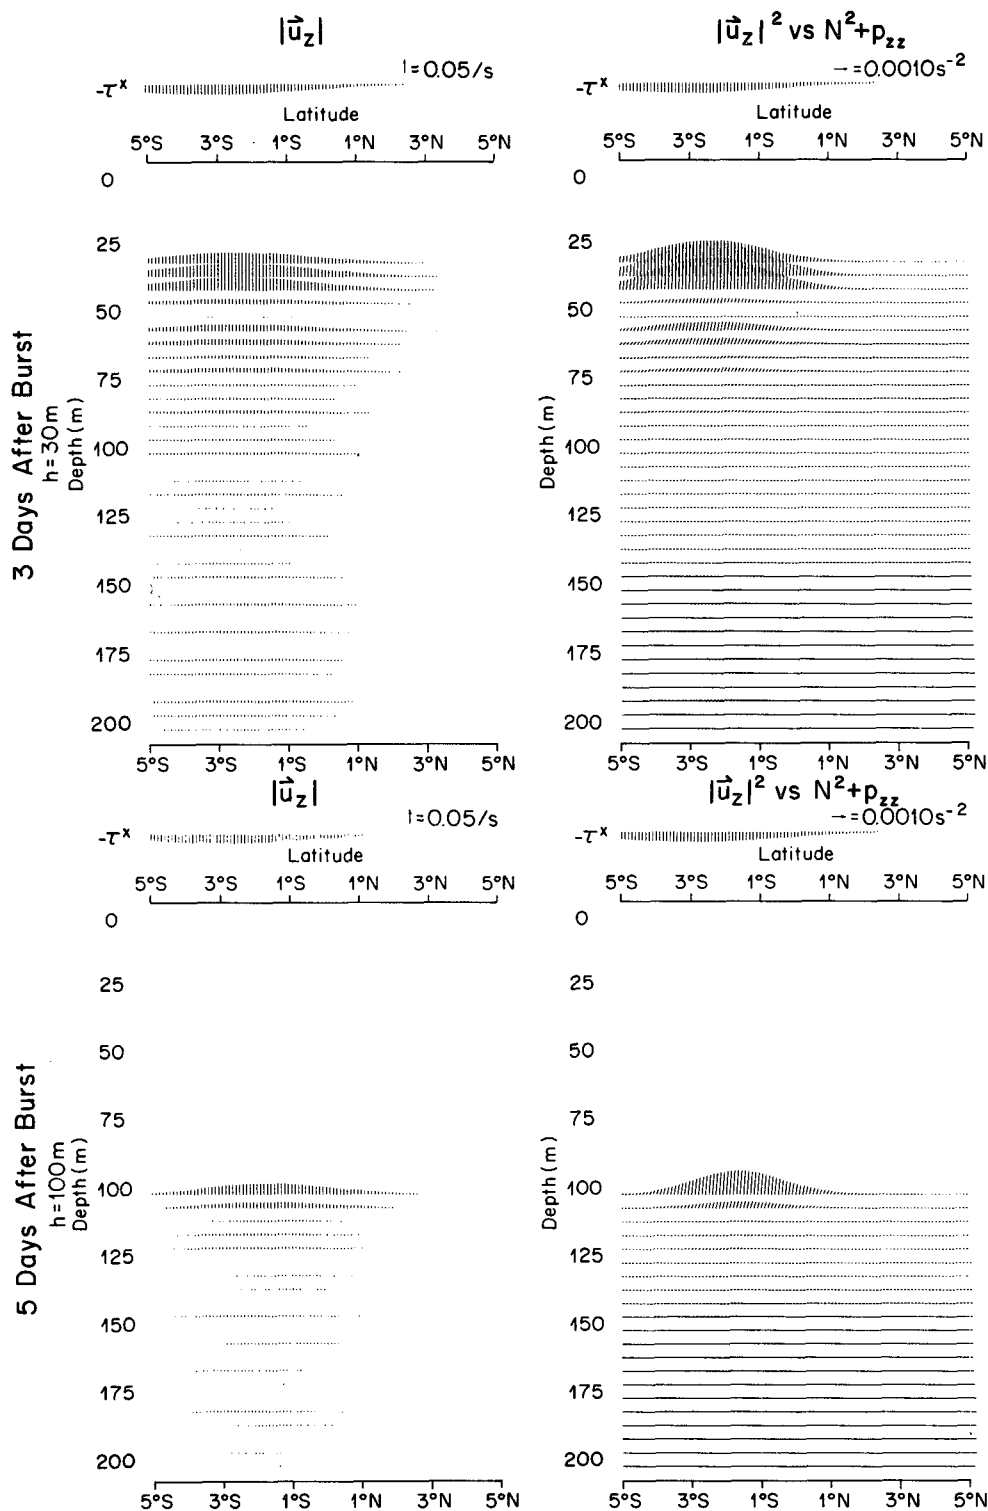 |u⃗z|
|u⃗z|² vs N²+pzz
=0.05/s
→=0.0010s⁻²
-τˣ
-τˣ
Latitude
Latitude
5°S 3°S 1°S 1°N 3°N 5°N
5°S 3°S 1°S 1°N 3°N 5°N
3 Days After Burst
h=30m
Depth (m)
0
25
50
75
100
125
150
175
200
Depth (m)
0
25
50
75
100
125
150
175
200
5°S 3°S 1°S 1°N 3°N 5°N
5°S 3°S 1°S 1°N 3°N 5°N
|u⃗z|
|u⃗z|² vs N²+pzz
=0.05/s
→=0.0010s⁻²
-τˣ
-τˣ
Latitude
Latitude
5°S 3°S 1°S 1°N 3°N 5°N
5°S 3°S 1°S 1°N 3°N 5°N
5 Days After Burst
h=100m
Depth (m)
0
25
50
75
100
125
150
175
200
Depth (m)
0
25
50
75
100
125
150
175
200
5°S 3°S 1°S 1°N 3°N 5°N
5°S 3°S 1°S 1°N 3°N 5°N